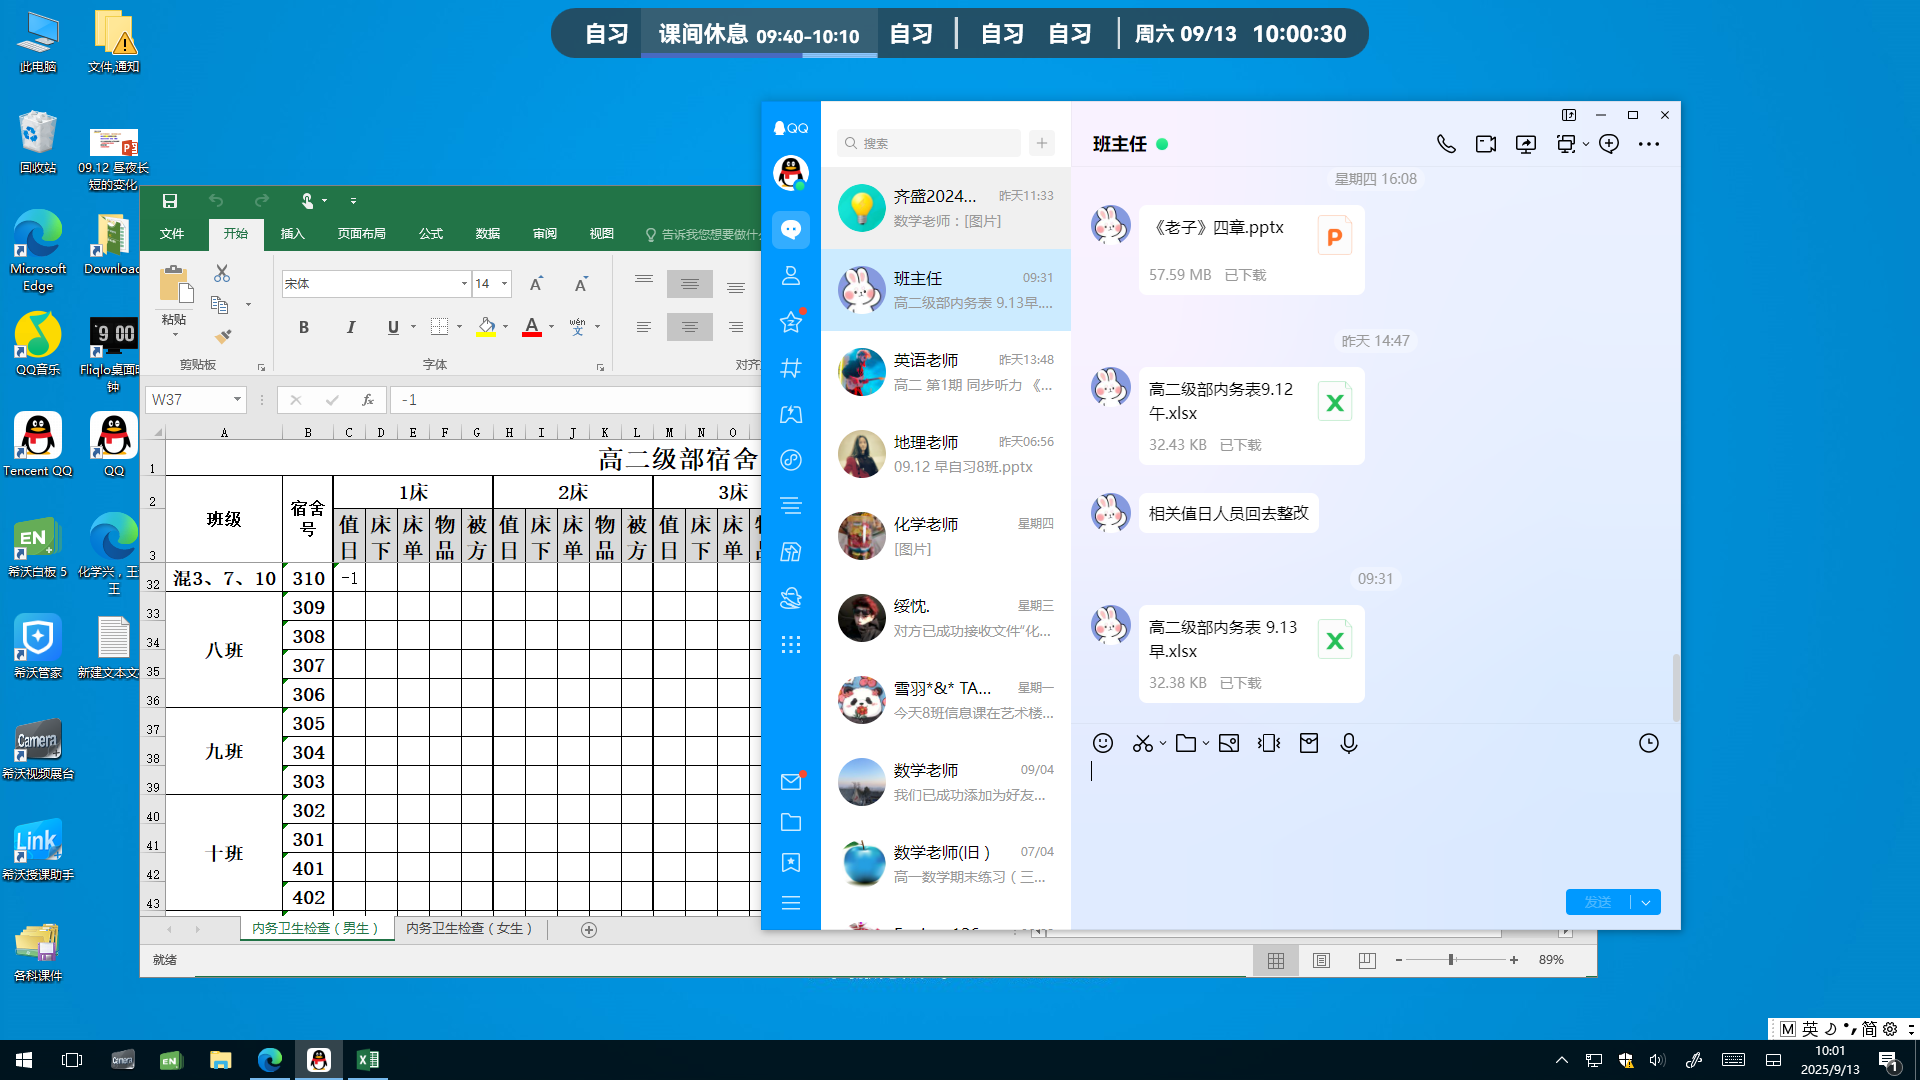 自习 课间休息 09:40-10:10 自习 自习 自习 周六 09/13 10:00:30
此电脑
文件,通知
回收站
09.12 昼夜长短的变化
Microsoft Edge
Downloac
QQ音乐
Fliqlo桌面时钟
Tencent QQ
QQ
希沃白板 5
化学兴，王王
希沃管家
新建文本文
希沃视频展台
希沃授课助手
各科课件
文件 开始 插入 页面布局 公式 数据 审阅 视图 告诉我您想要做什么
粘贴
宋体 14
B I U A wén 文
剪贴板 字体 对齐
W37 fx -1
A B C D E F G H I J K L M N O
1 高二级部宿舍
2 班级 宿舍号 1床 2床 3床
3 值日 床下 床单 物品 被方 值日 床下 床单 物品 被方 值日 床下 床单
32 混3、7、10 310 -1
33 309
34 八班 308
35 307
36 306
37 305
38 九班 304
39 303
40 302
41 十班 301
42 401
43 402
内务卫生检查（男生） 内务卫生检查（女生）
就绪
89%
QQ
搜索
齐盛2024... 昨天11:33
数学老师：[图片]
班主任 09:31
高二级部内务表 9.13早....
英语老师 昨天13:48
高二 第1期 同步听力 《...
地理老师 昨天06:56
09.12 早自习8班.pptx
化学老师 星期四
[图片]
绥忱. 星期三
对方已成功接收文件“化...
雪羽*&* TA... 星期一
今天8班信息课在艺术楼...
数学老师 09/04
我们已成功添加为好友...
数学老师(旧 ) 07/04
高一数学期末练习（三...
班主任
星期四 16:08
《老子》四章.pptx
57.59 MB 已下载
昨天 14:47
高二级部内务表9.12
午.xlsx
32.43 KB 已下载
相关值日人员回去整改
09:31
高二级部内务表 9.13
早.xlsx
32.38 KB 已下载
发送
M 英 简
10:01
2025/9/13
1